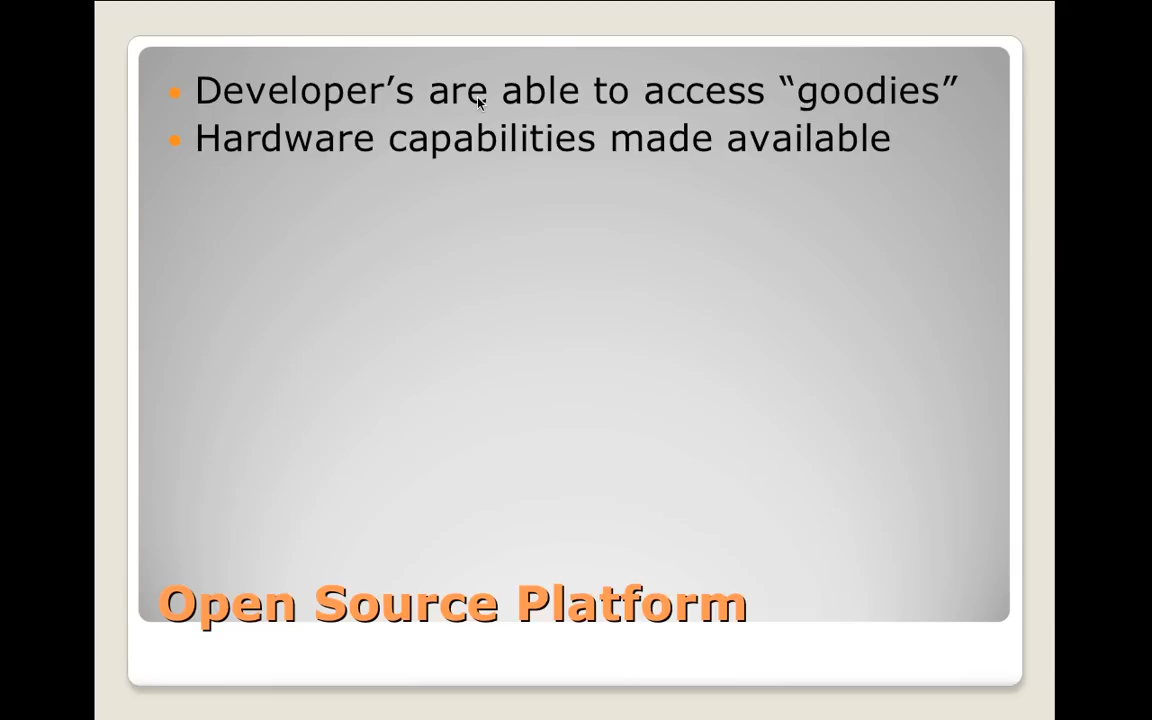 Developer’s are able to access “goodies”
Hardware capabilities made available
Open Source Platform